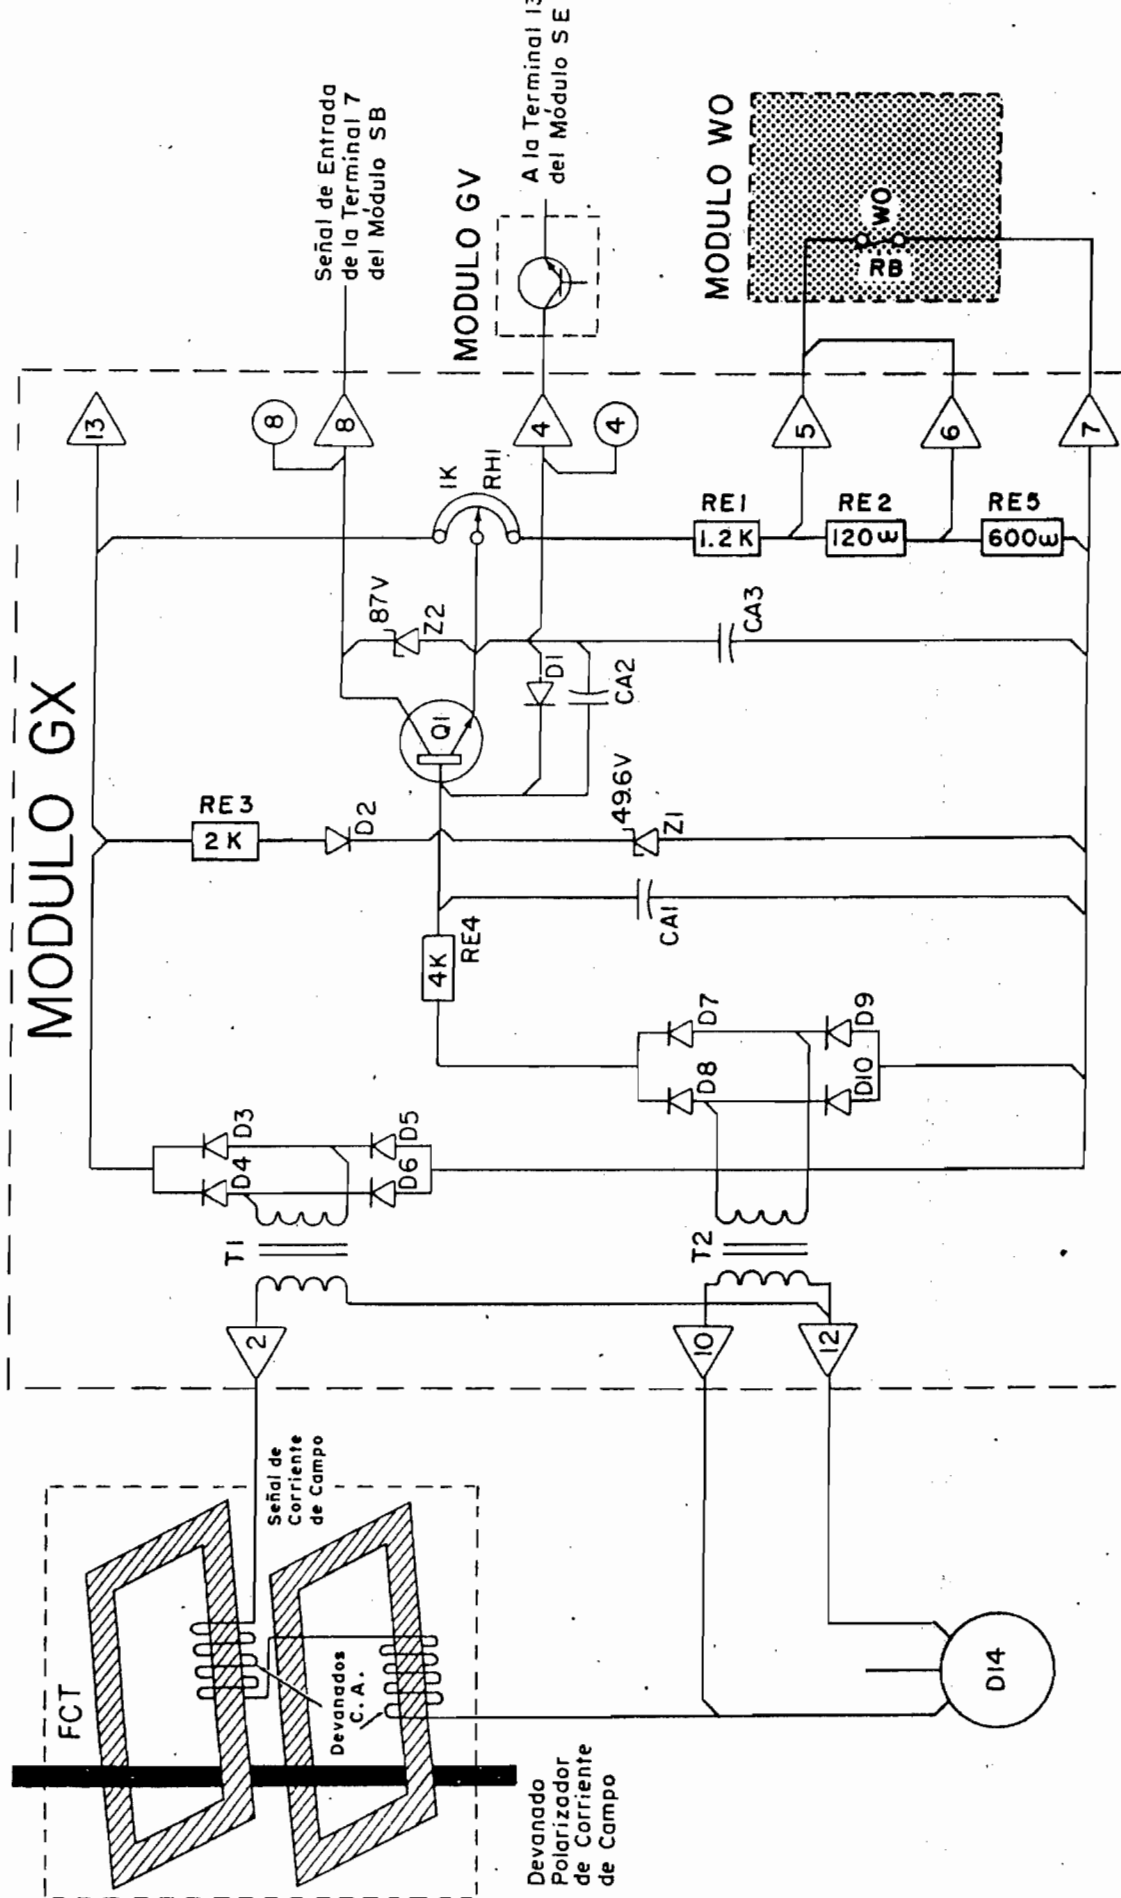 A la Terminal 13
del Módulo SE
Señal de Entrada
de la Terminal 7
del Módulo SB
MODULO GV
MODULO WO
WO
RB
MODULO GX
13
8
8
4
4
5
6
7
1K
RH1
RE1
1.2 K
RE2
120ω
RE5
600ω
87V
Z2
CA3
D1
CA2
Q1
RE3
2 K
D2
49.6V
Z1
4K
RE4
CA1
D3
D4
D5
D6
D7
D8
D9
D10
T1
T2
2
10
12
Señal de
Corriente
de Campo
FCT
Devanados
C. A.
Devanado
Polarizador
de Corriente
de Campo
D14